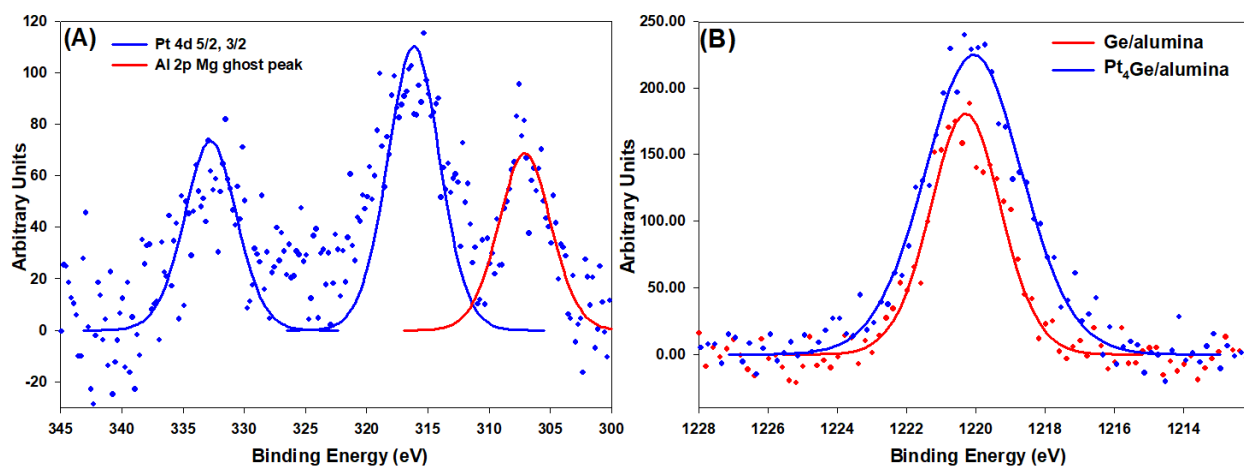 (A)
Pt 4d 5/2, 3/2
Al 2p Mg ghost peak
Arbitrary Units
120
100
80
60
40
20
0
-20
345 340 335 330 325 320 315 310 305 300
Binding Energy (eV)
(B)
Ge/alumina
Pt₄Ge/alumina
Arbitrary Units
250.00
200.00
150.00
100.00
50.00
0.00
1228 1226 1224 1222 1220 1218 1216 1214
Binding Energy (eV)